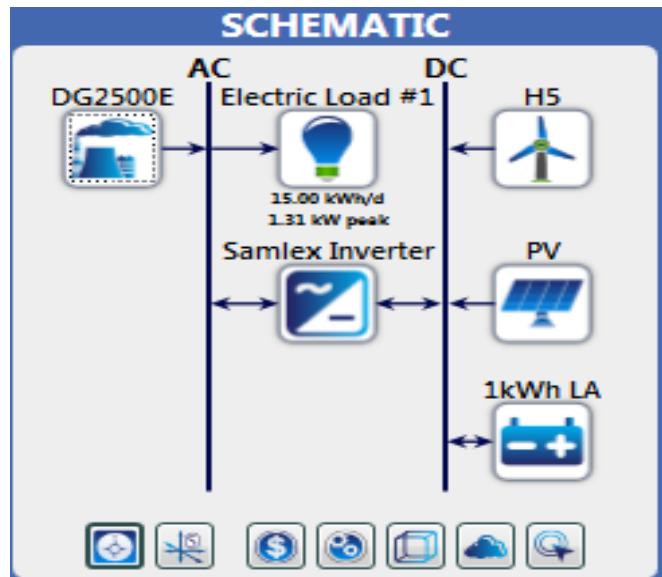 SCHEMATIC
AC DC
DG2500E Electric Load #1 H5
15.00 kWh/d
1.31 kW peak
Samlex Inverter PV
1kWh LA